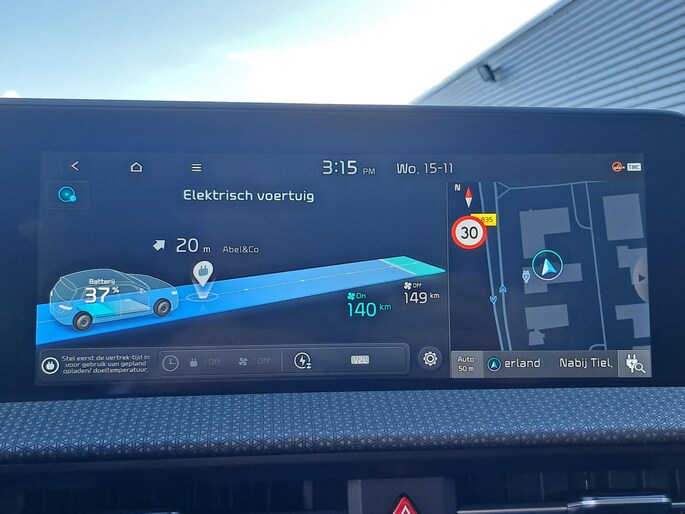 3:15 PM
Wo, 15-11
TMC
Elektrisch voertuig
N
30
20 m Abel&Co
Batterij
37 %
On
140 km
Off
149 km
Stel eerst de vertrek-tijd in
voor gebruik van gepland
opladen/ doeltemperatuur.
Off
Off
V2L
Auto
50 m
erland
Nabij Tiel,